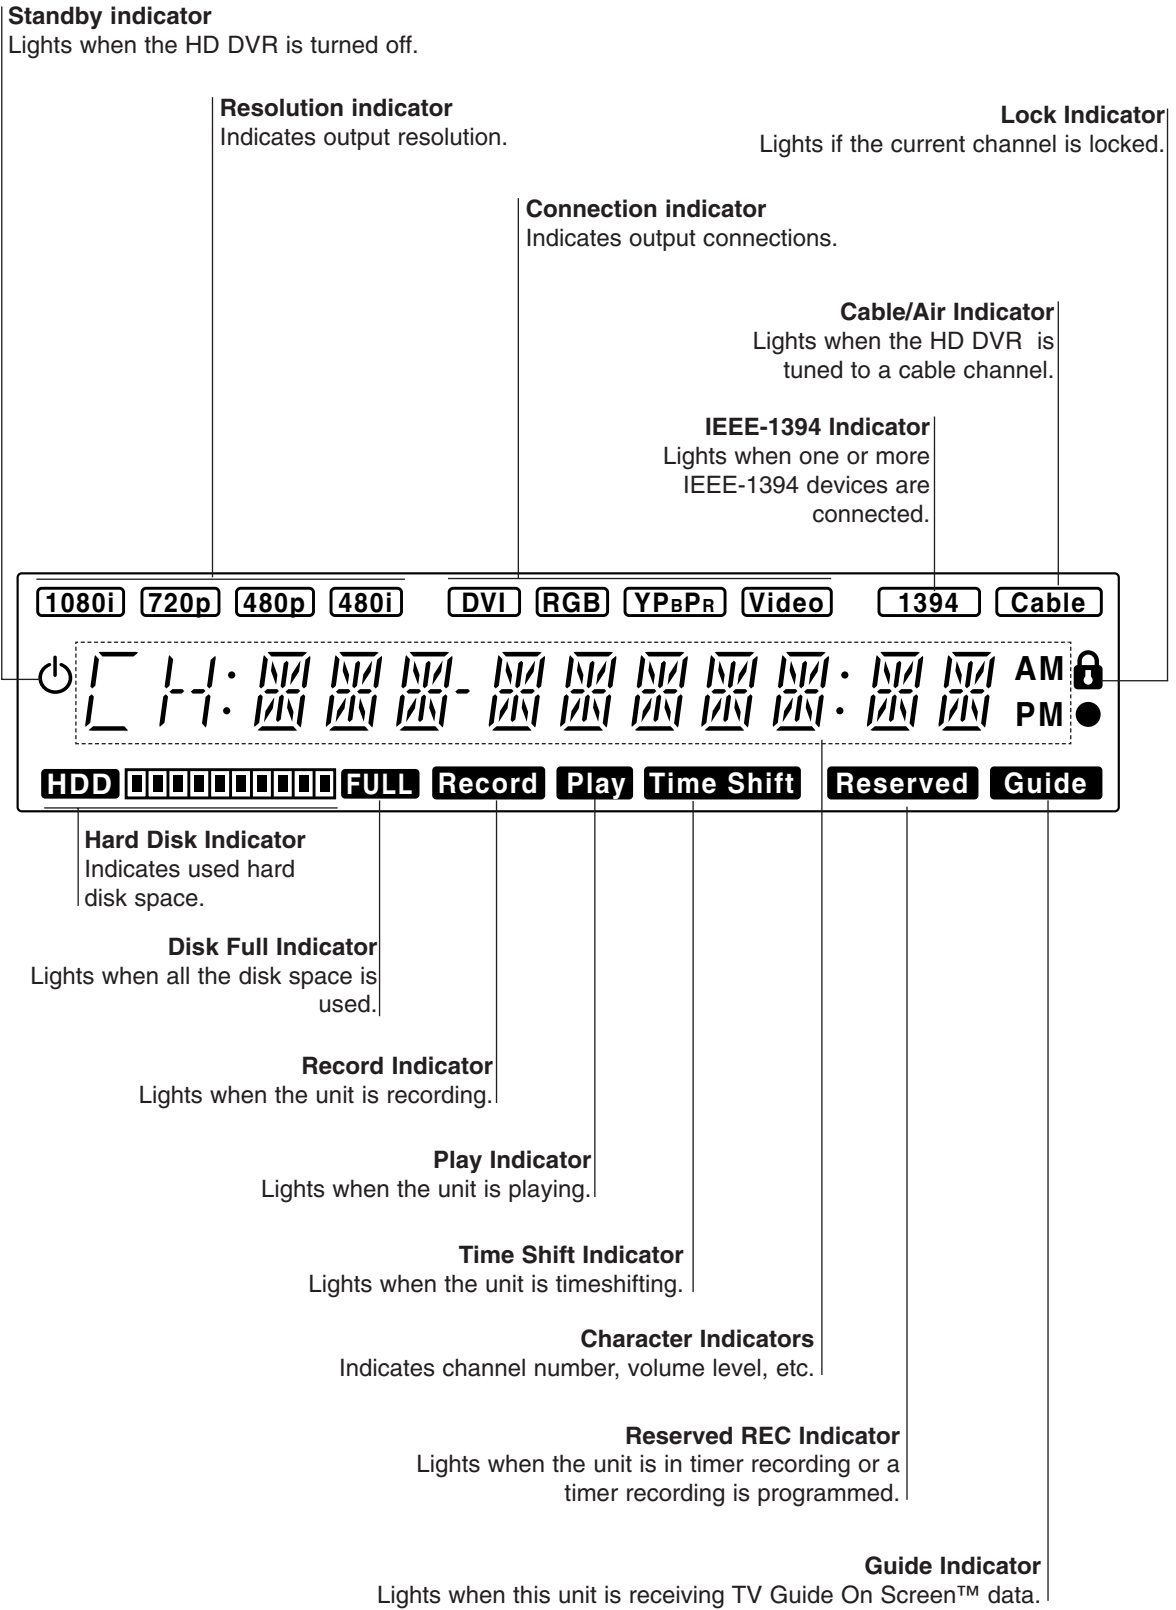 Standby indicator
Lights when the HD DVR is turned off.
Resolution indicator
Indicates output resolution.
Lock Indicator
Lights if the current channel is locked.
Connection indicator
Indicates output connections.
Cable/Air Indicator
Lights when the HD DVR is
tuned to a cable channel.
IEEE-1394 Indicator
Lights when one or more
IEEE-1394 devices are
connected.
1080i 720p 480p 480i DVI RGB YPBPR Video 1394 Cable
CH: - : AM
PM
HDD FULL Record Play Time Shift Reserved Guide
Hard Disk Indicator
Indicates used hard
disk space.
Disk Full Indicator
Lights when all the disk space is
used.
Record Indicator
Lights when the unit is recording.
Play Indicator
Lights when the unit is playing.
Time Shift Indicator
Lights when the unit is timeshifting.
Character Indicators
Indicates channel number, volume level, etc.
Reserved REC Indicator
Lights when the unit is in timer recording or a
timer recording is programmed.
Guide Indicator
Lights when this unit is receiving TV Guide On Screen™ data.